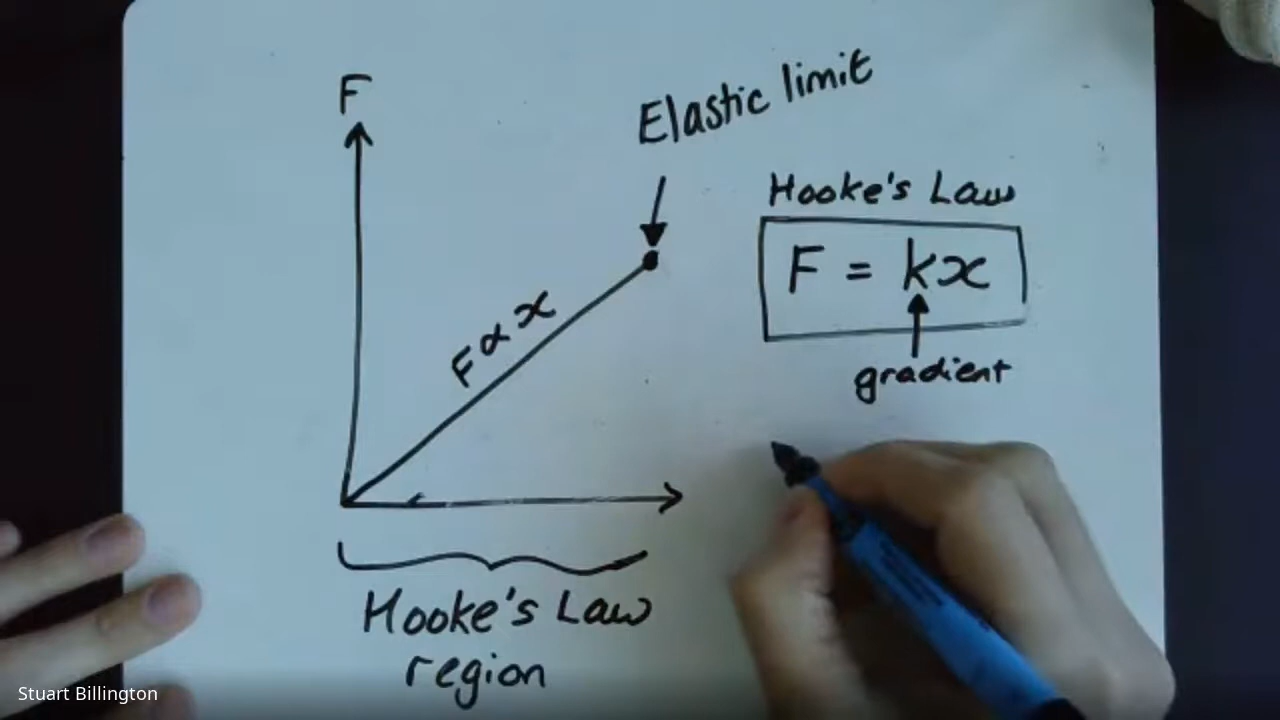 F
Elastic limit
Hooke's Law
F = kx
gradient
F ∝ x
Hooke's Law
region
Stuart Billington